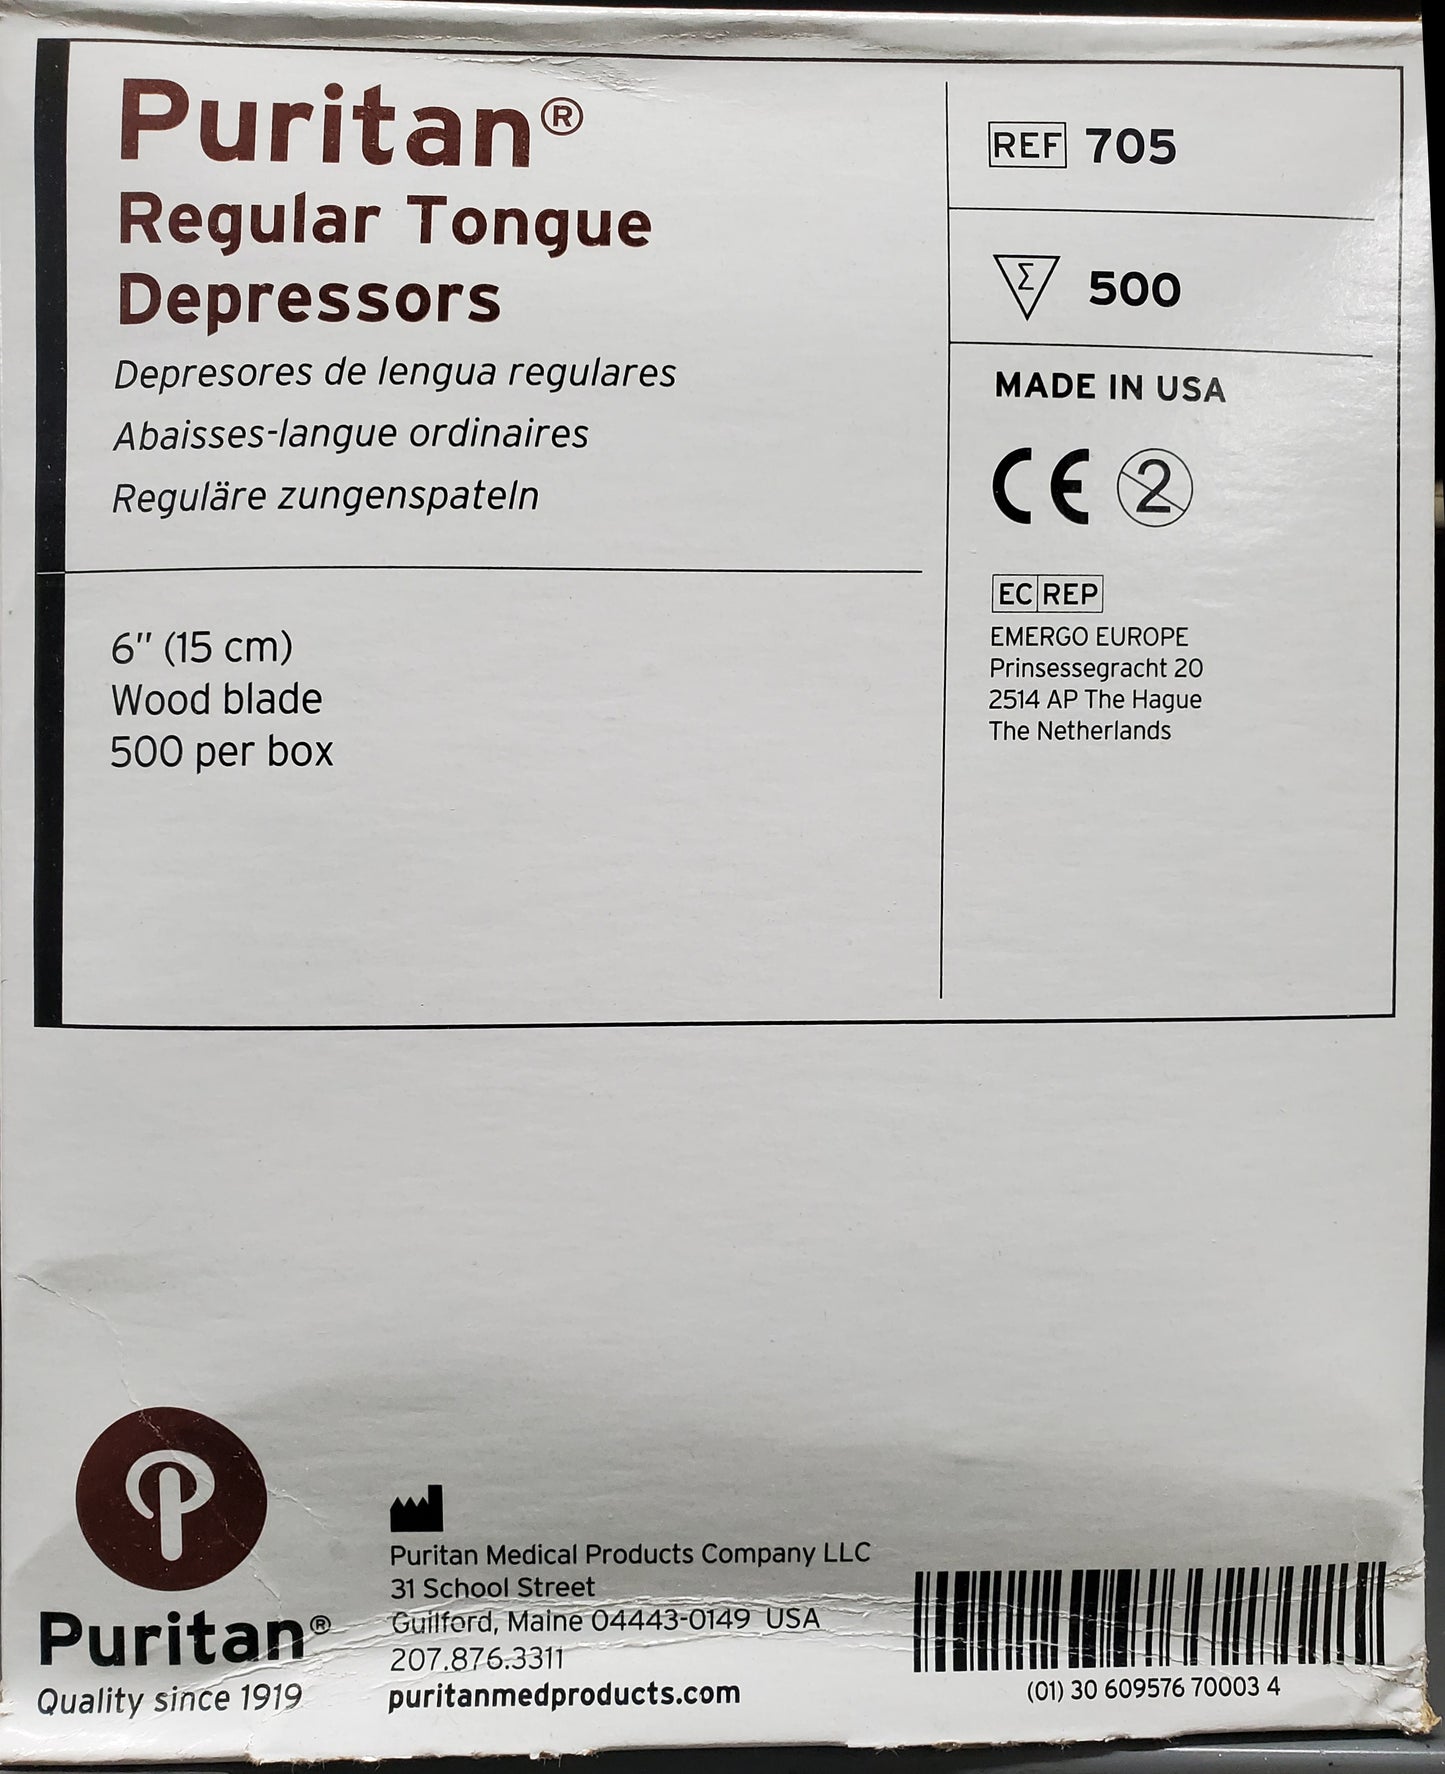 Puritan®
Regular Tongue
Depressors
Depresores de lengua regulares
Abaisses-langue ordinaires
Reguläre zungenspateln
6" (15 cm)
Wood blade
500 per box
REF 705
Σ 500
MADE IN USA
CE 2
EC REP
EMERGO EUROPE
Prinsessegracht 20
2514 AP The Hague
The Netherlands
Puritan®
Quality since 1919
Puritan Medical Products Company LLC
31 School Street
Guilford, Maine 04443-0149 USA
207.876.3311
puritanmedproducts.com
(01) 30 609576 70003 4